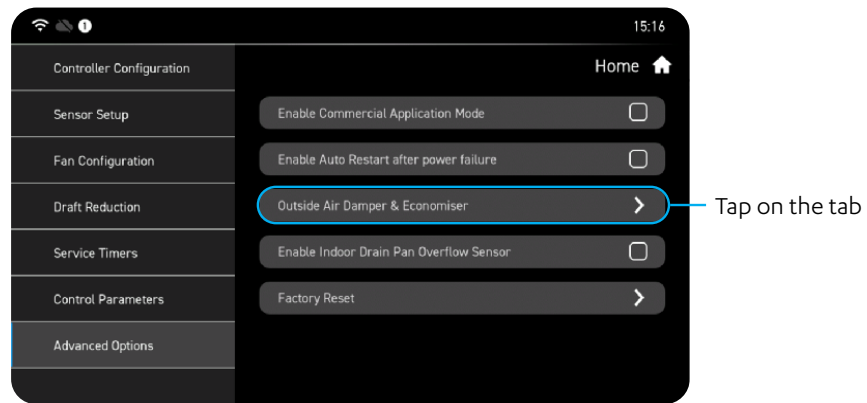 1 15:16
Home
Controller Configuration
Sensor Setup
Fan Configuration
Draft Reduction
Service Timers
Control Parameters
Advanced Options
Enable Commercial Application Mode
Enable Auto Restart after power failure
Outside Air Damper & Economiser
Enable Indoor Drain Pan Overflow Sensor
Factory Reset
Tap on the tab